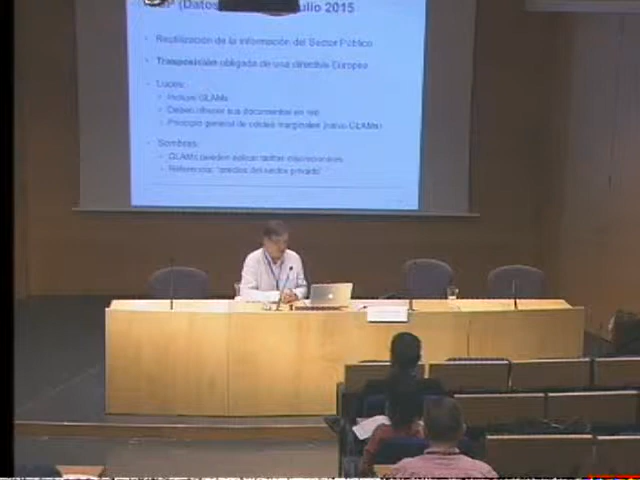 (Datos Julio 2015
Reutilización de la información del Sector Público
Transposición obligada de una directiva Europea
Luces:
Incluye GLAMs
Deben ofrecer sus documentos en red
Principio general de costes marginales (salvo GLAMs)
Sombras:
GLAMs pueden aplicar tarifas
Referencia: "precios del sector privado"